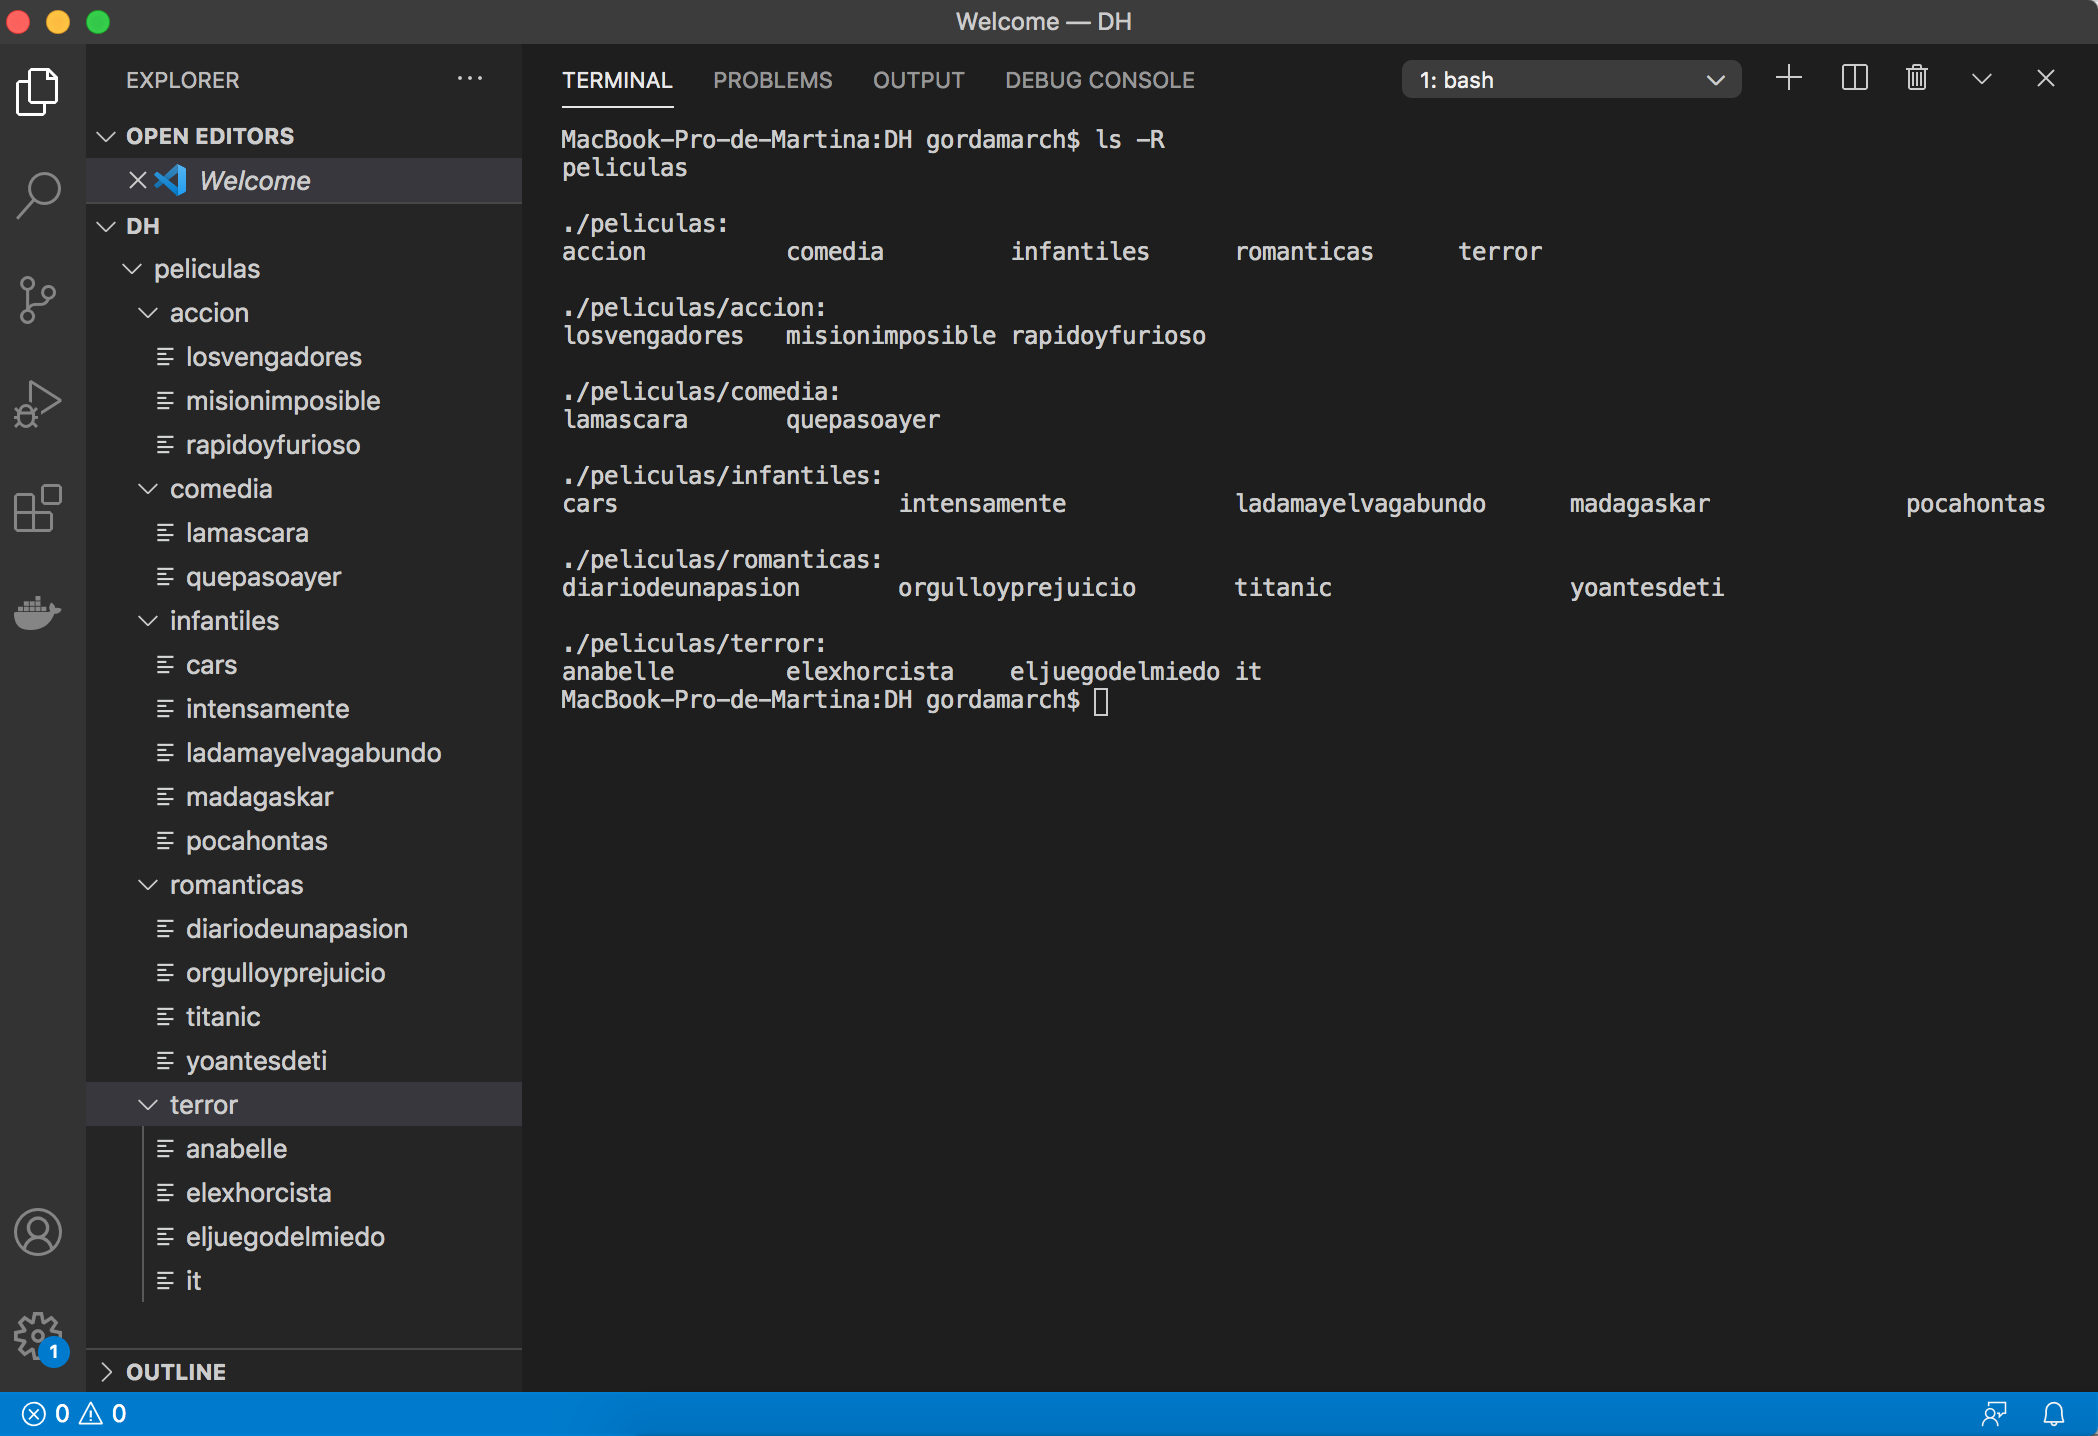 Welcome — DH
EXPLORER
OPEN EDITORS
Welcome
DH
peliculas
accion
losvengadores
misionimposible
rapidoyfurioso
comedia
lamascara
quepasoayer
infantiles
cars
intensamente
ladamayelvagabundo
madagaskar
pocahontas
romanticas
diariodeunapasion
orgulloyprejuicio
titanic
yoantesdeti
terror
anabelle
elexhorcista
eljuegodelmiedo
it
OUTLINE
TERMINAL PROBLEMS OUTPUT DEBUG CONSOLE 1: bash
MacBook-Pro-de-Martina:DH gordamarch$ ls -R
peliculas
./peliculas:
accion comedia infantiles romanticas terror
./peliculas/accion:
losvengadores misionimposible rapidoyfurioso
./peliculas/comedia:
lamascara quepasoayer
./peliculas/infantiles:
cars intensamente ladamayelvagabundo madagaskar pocahontas
./peliculas/romanticas:
diariodeunapasion orgulloyprejuicio titanic yoantesdeti
./peliculas/terror:
anabelle elexhorcista eljuegodelmiedo it
MacBook-Pro-de-Martina:DH gordamarch$
1
0 0